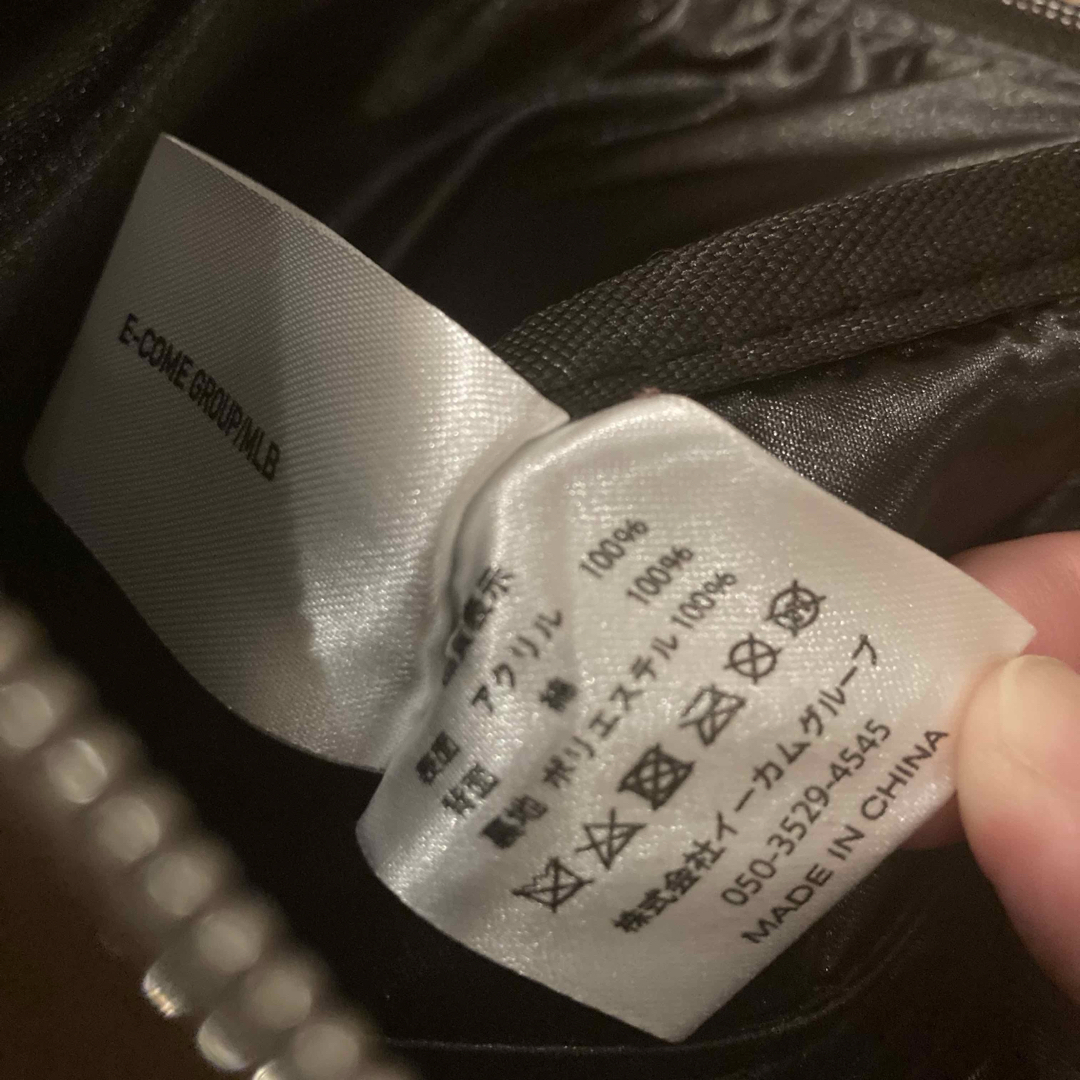 E-COME GROUP/MLB
品質表示
表面 アクリル 100%
背面 綿 100%
裏地 ポリエステル 100%
株式会社イーカムグループ
050-3529-4545
MADE IN CHINA